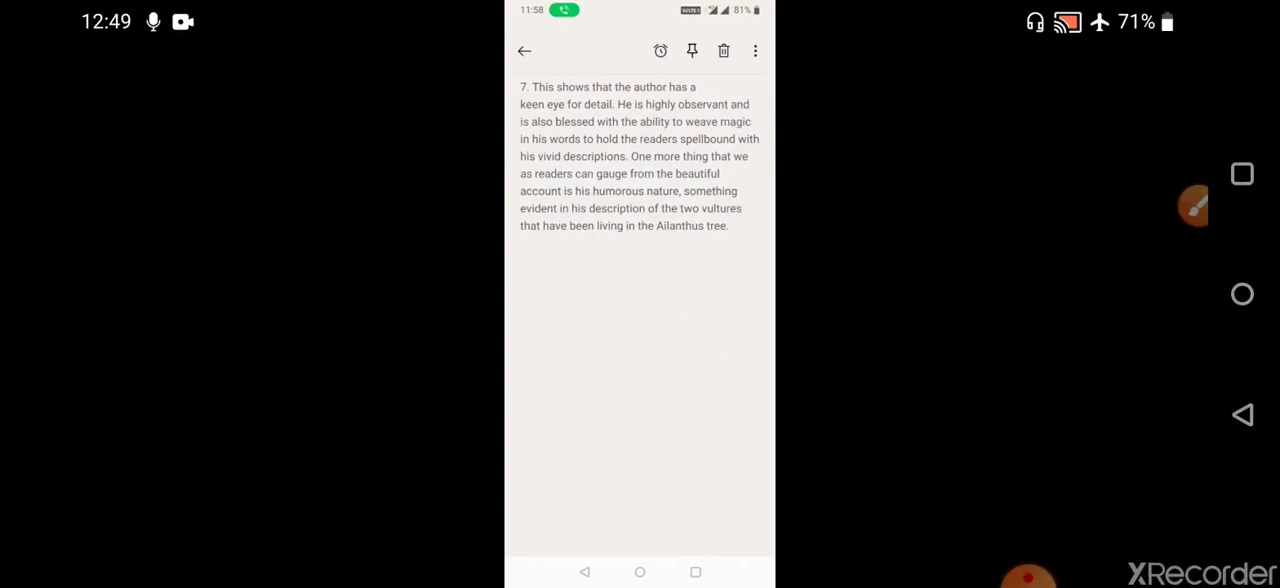 12:49
71%
11:58
81%
7. This shows that the author has a
keen eye for detail. He is highly observant and
is also blessed with the ability to weave magic
in his words to hold the readers spellbound with
his vivid descriptions. One more thing that we
as readers can gauge from the beautiful
account is his humorous nature, something
evident in his description of the two vultures
that have been living in the Ailanthus tree.
XRecorder